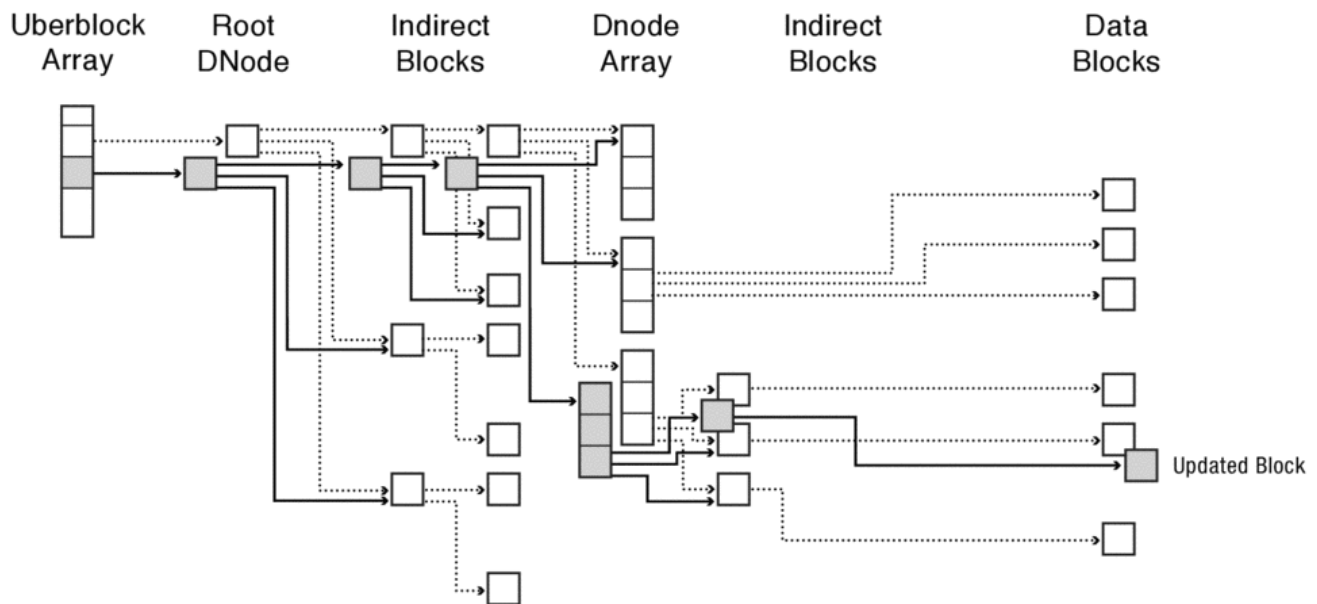 Uberblock
Array
Root
DNode
Indirect
Blocks
Dnode
Array
Indirect
Blocks
Data
Blocks
Updated Block